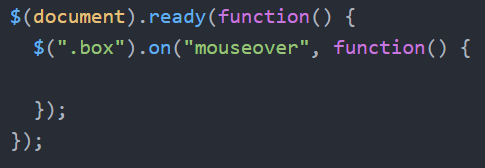 $(document).ready(function() {
  $(".box").on("mouseover", function() {

  });
});